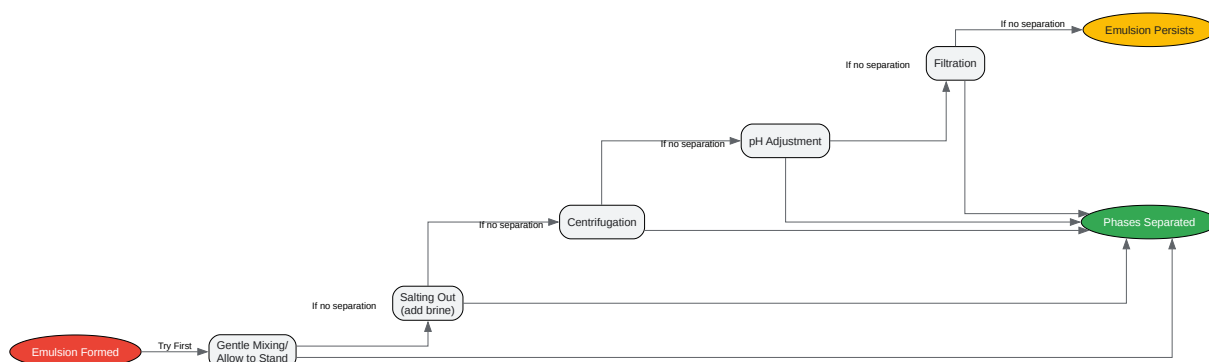 If no separation
Emulsion Persists
If no separation
Filtration
If no separation
pH Adjustment
If no separation
Centrifugation
Phases Separated
If no separation
Salting Out
(add brine)
Emulsion Formed
Try First
Gentle Mixing/
Allow to Stand